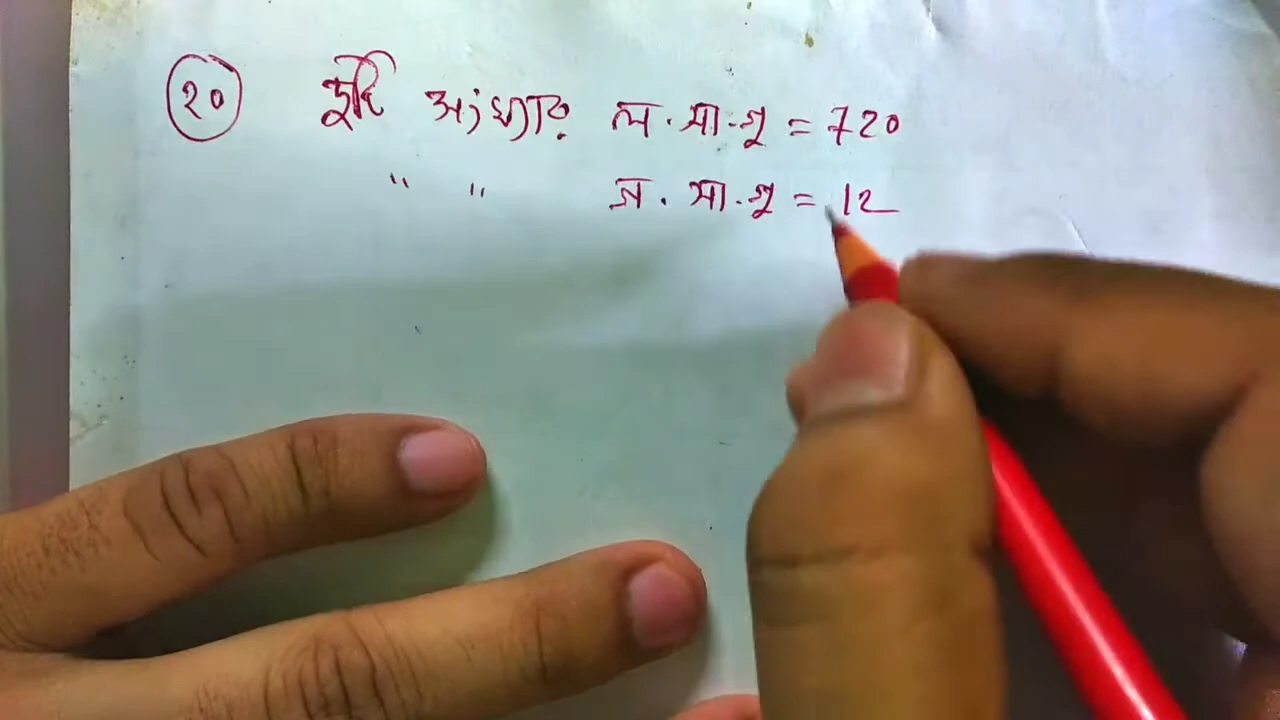 ২০ দুটি সংখ্যার ল.সা.গু = 720
" " গ.সা.গু = 12